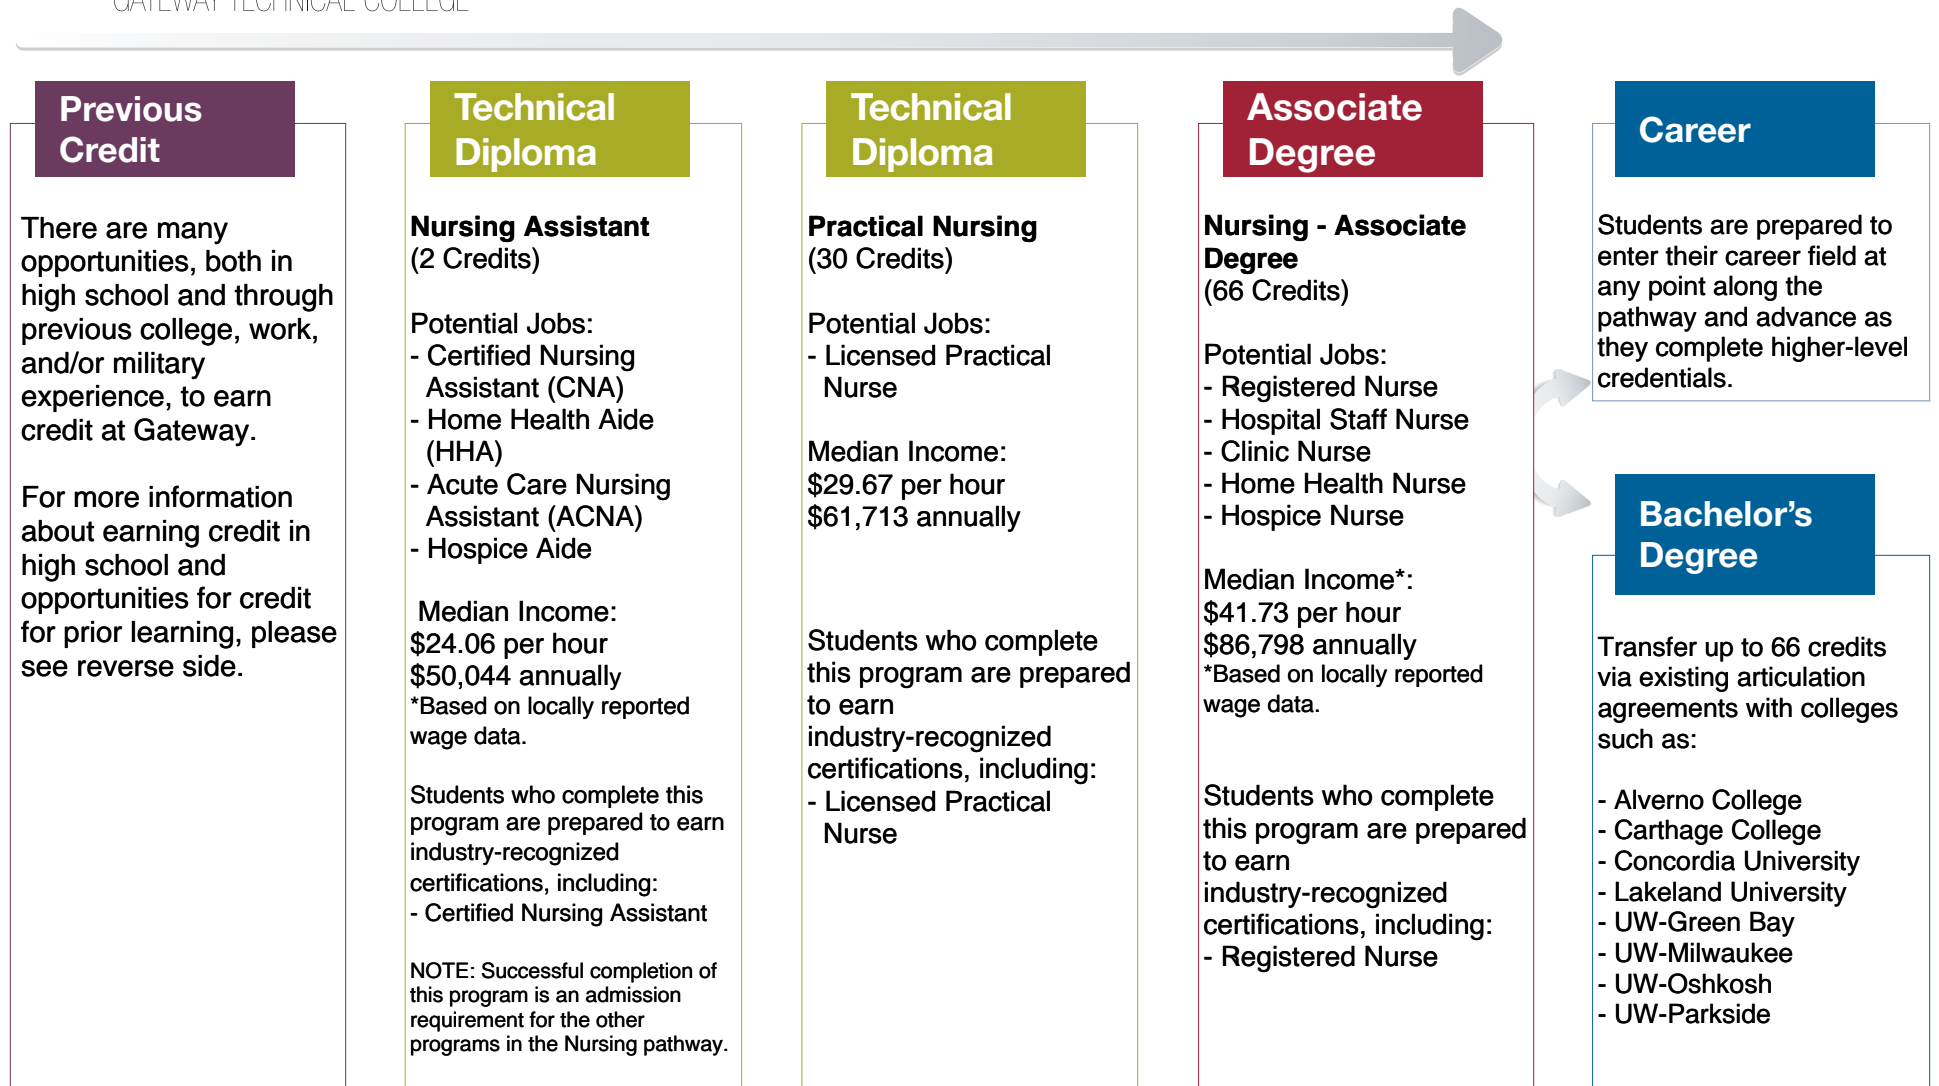 GATEWAY TECHNICAL COLLEGE
Previous
Credit
There are many
opportunities, both in
high school and through
previous college, work,
and/or military
experience, to earn
credit at Gateway.
For more information
about earning credit in
high school and
opportunities for credit
for prior learning, please
see reverse side.
Technical
Diploma
Nursing Assistant
(2 Credits)
Potential Jobs:
- Certified Nursing
Assistant (CNA)
- Home Health Aide
(HHA)
- Acute Care Nursing
Assistant (ACNA)
- Hospice Aide
Median Income:
$24.06 per hour
$50,044 annually
*Based on locally reported
wage data.
Students who complete this
program are prepared to earn
industry-recognized
certifications, including:
- Certified Nursing Assistant
NOTE: Successful completion of
this program is an admission
requirement for the other
programs in the Nursing pathway.
Technical
Diploma
Practical Nursing
(30 Credits)
Potential Jobs:
- Licensed Practical
Nurse
Median Income:
$29.67 per hour
$61,713 annually
Students who complete
this program are prepared
to earn
industry-recognized
certifications, including:
- Licensed Practical
Nurse
Associate
Degree
Nursing - Associate
Degree
(66 Credits)
Potential Jobs:
- Registered Nurse
- Hospital Staff Nurse
- Clinic Nurse
- Home Health Nurse
- Hospice Nurse
Median Income*:
$41.73 per hour
$86,798 annually
*Based on locally reported
wage data.
Students who complete
this program are prepared
to earn
industry-recognized
certifications, including:
- Registered Nurse
Career
Students are prepared to
enter their career field at
any point along the
pathway and advance as
they complete higher-level
credentials.
Bachelor's
Degree
Transfer up to 66 credits
via existing articulation
agreements with colleges
such as:
- Alverno College
- Carthage College
- Concordia University
- Lakeland University
- UW-Green Bay
- UW-Milwaukee
- UW-Oshkosh
- UW-Parkside